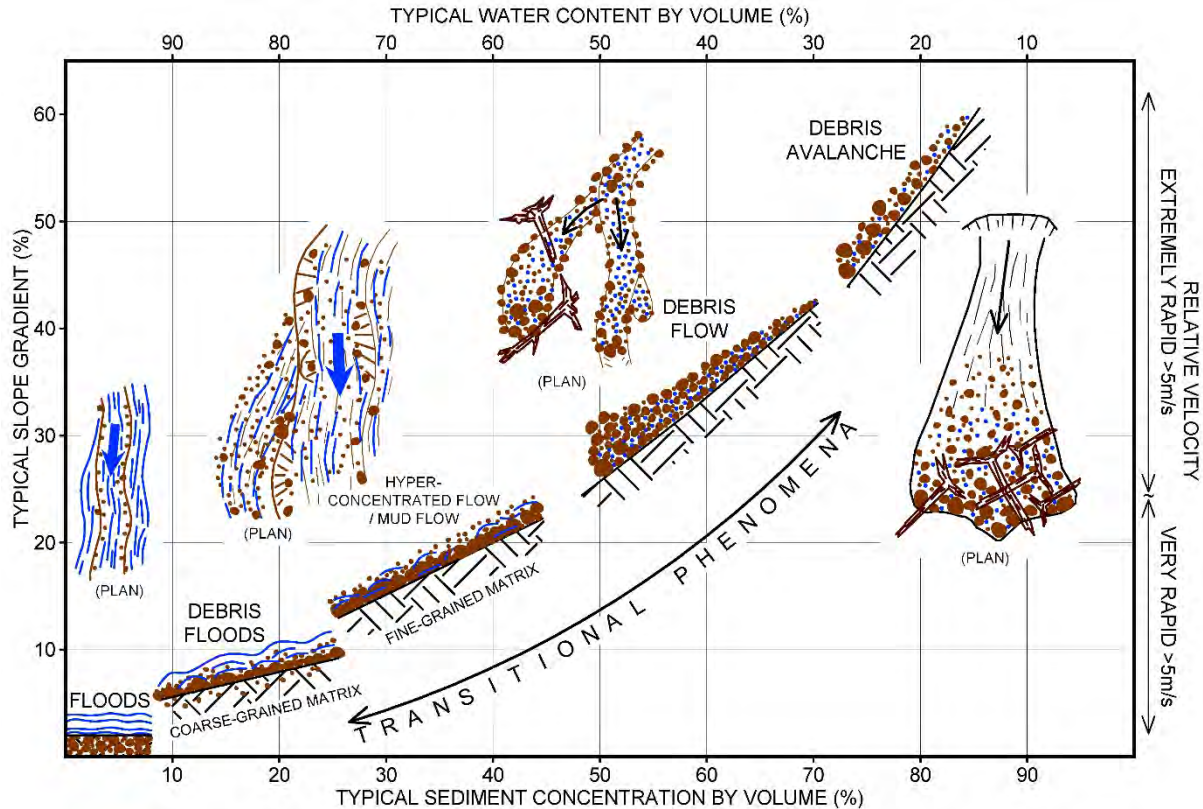 TYPICAL WATER CONTENT BY VOLUME (%)
90 80 70 60 50 40 30 20 10
60
50
40
30
20
10
TYPICAL SLOPE GRADIENT (%)
DEBRIS
AVALANCHE
DEBRIS
FLOW
(PLAN)
HYPER-
CONCENTRATED FLOW
/ MUD FLOW
(PLAN)
(PLAN)
(PLAN)
FINE-GRAINED MATRIX
DEBRIS
FLOODS
COARSE-GRAINED MATRIX
FLOODS
TRANSITIONAL PHENOMENA
EXTREMELY RAPID >5m/s
≈
VERY RAPID >5m/s
RELATIVE VELOCITY
10 20 30 40 50 60 70 80 90
TYPICAL SEDIMENT CONCENTRATION BY VOLUME (%)